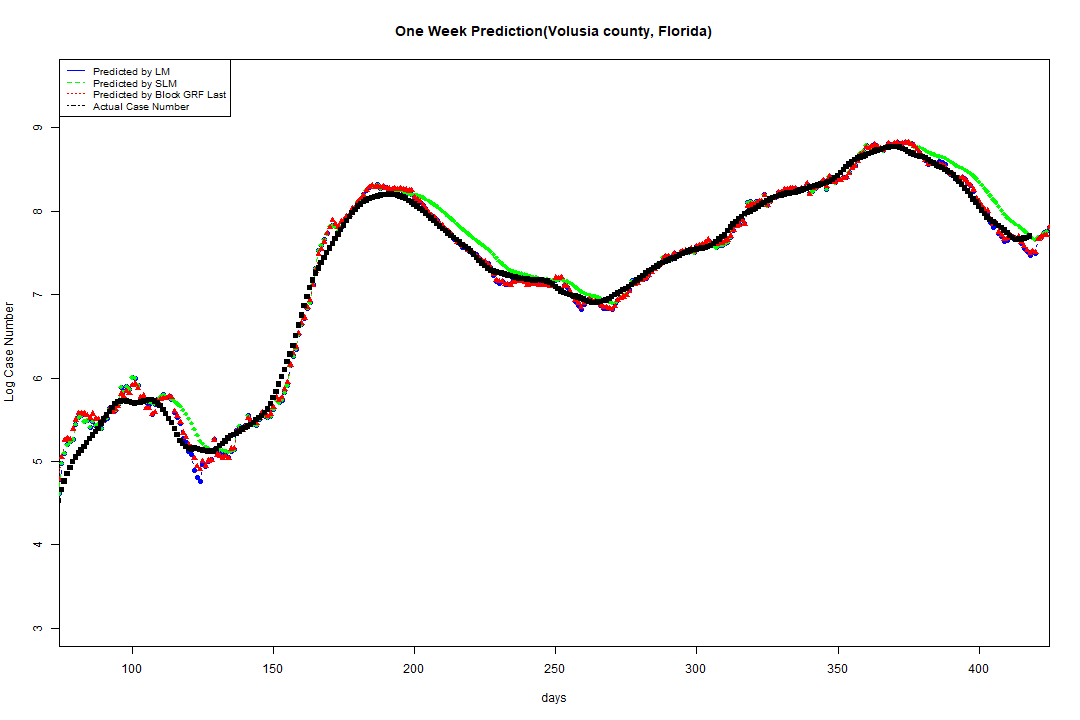 One Week Prediction(Volusia county, Florida)
Predicted by LM
Predicted by SLM
Predicted by Block GRF Last
Actual Case Number
9
8
7
6
5
4
3
Log Case Number
100 150 200 250 300 350 400
days